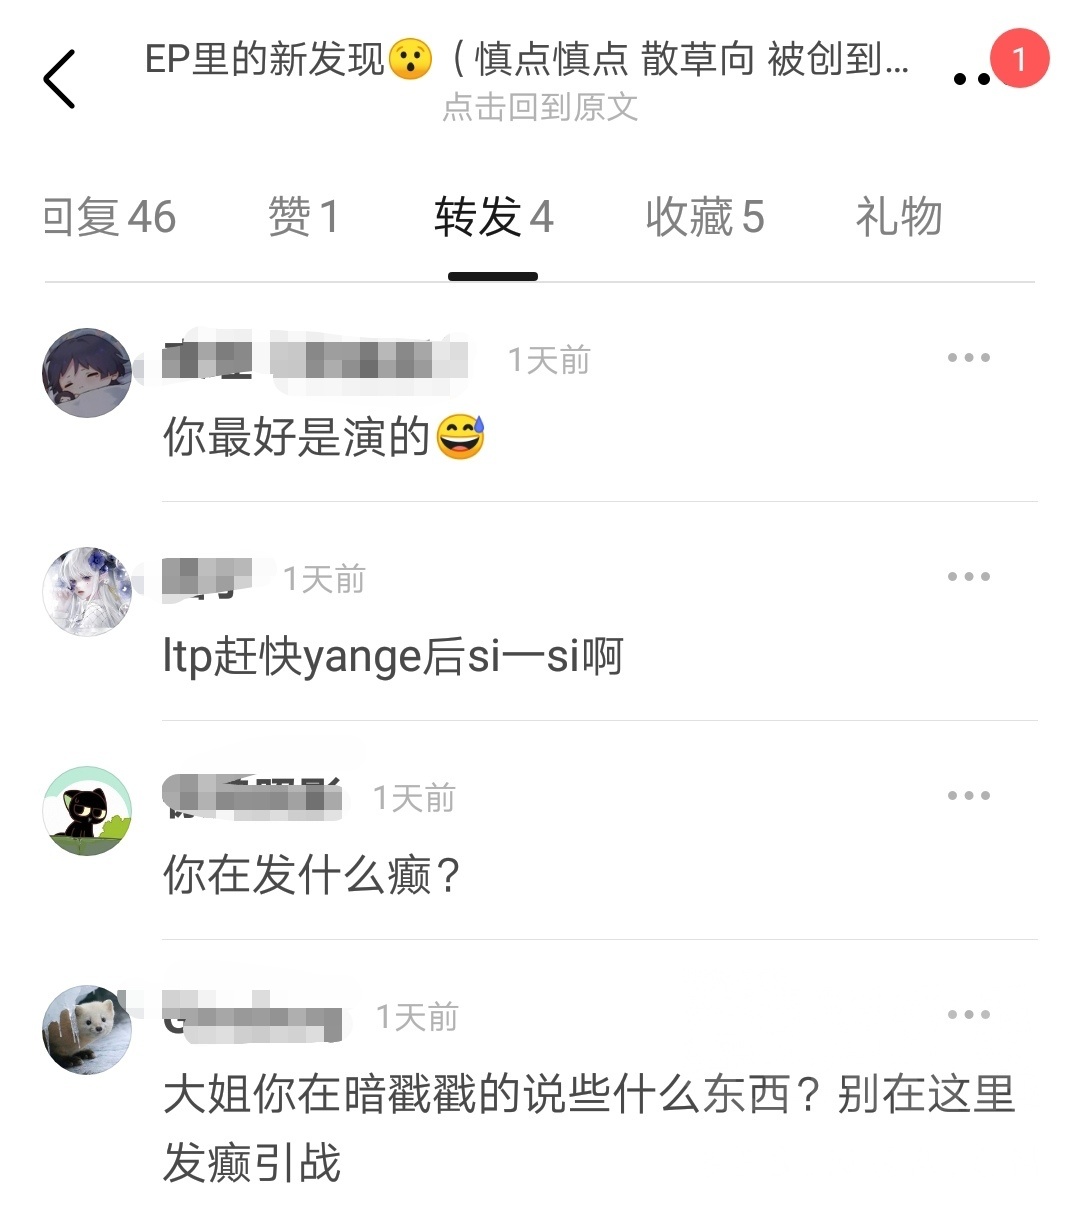 EP里的新发现😯（慎点慎点 散草向 被创到...
1
点击回到原文
回复 46 赞 1 转发 4 收藏 5 礼物
1天前
你最好是演的😅
1天前
ltp赶快yange后si一si啊
1天前
你在发什么癫？
1天前
大姐你在暗戳戳的说些什么东西？别在这里
发癫引战